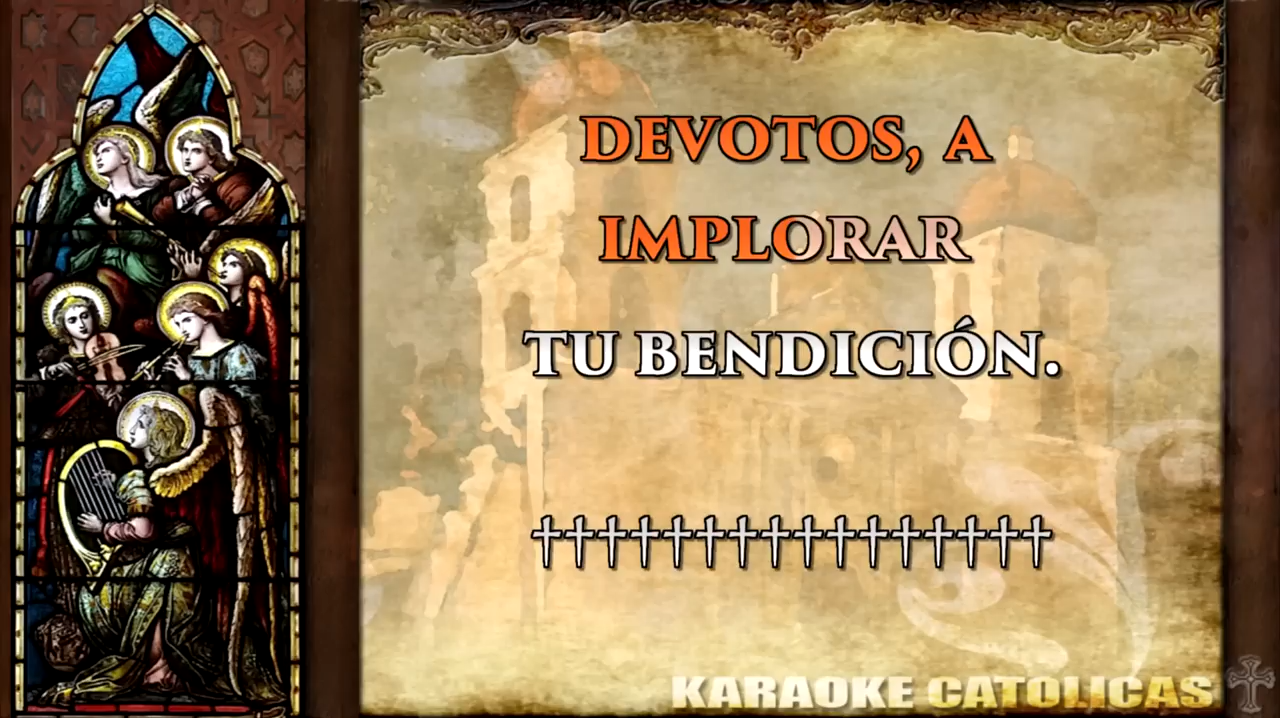 DEVOTOS, A
IMPLORAR
TU BENDICIÓN.
†††††††††††††††† 
KARAOKE CATOLICAS